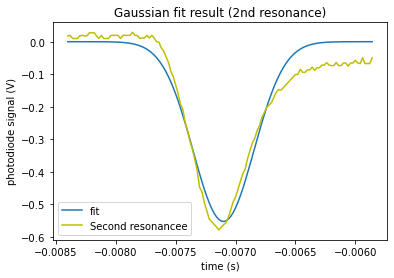 Gaussian fit result (2nd resonance)
photodiode signal (V)
0.0
−0.1
−0.2
−0.3
−0.4
−0.5
−0.6
fit
Second resonancee
−0.0085 −0.0080 −0.0075 −0.0070 −0.0065 −0.0060
time (s)